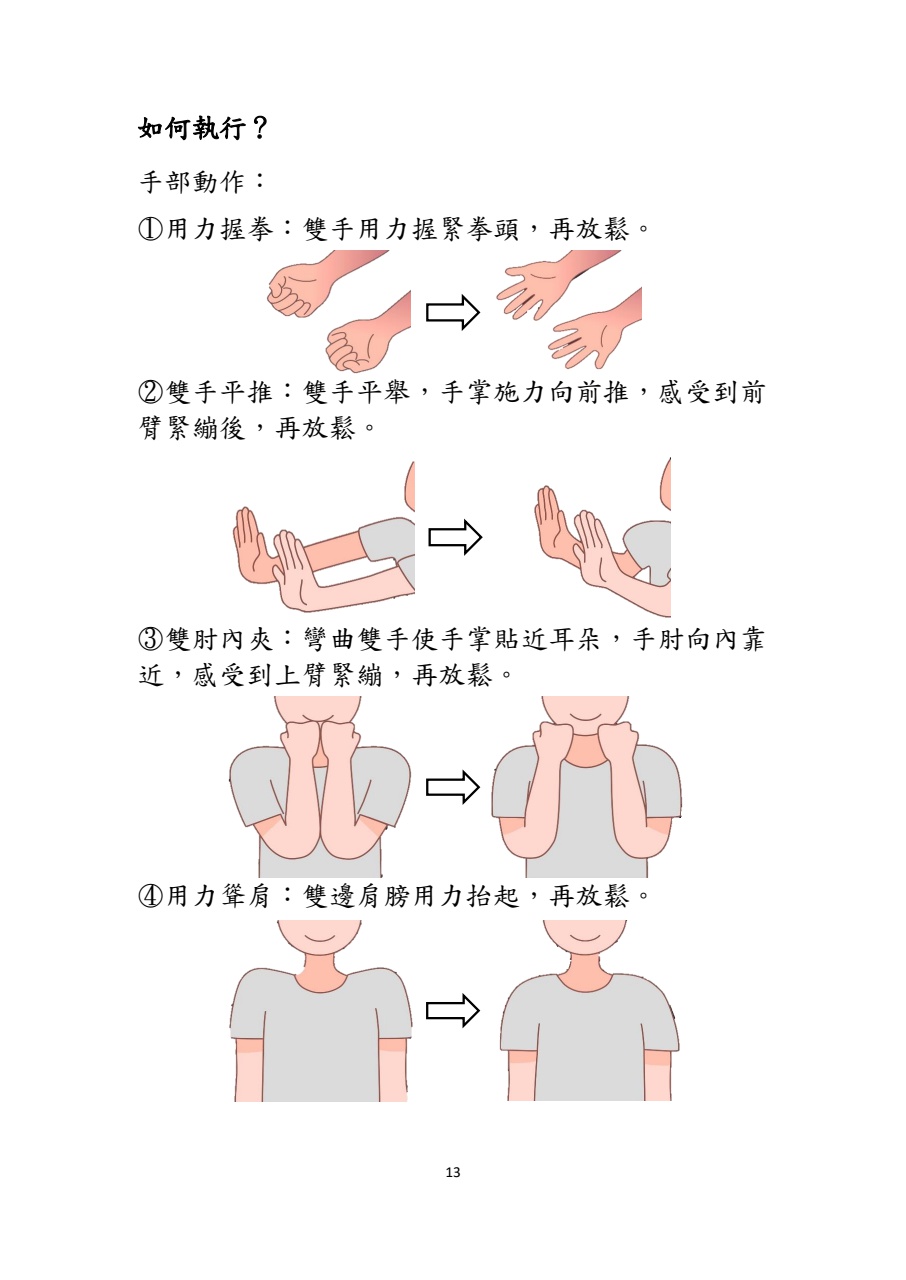 如何執行？
手部動作：
①用力握拳：雙手用力握緊拳頭，再放鬆。
②雙手平推：雙手平舉，手掌施力向前推，感受到前
臂緊繃後，再放鬆。
③雙肘內夾：彎曲雙手使手掌貼近耳朵，手肘向內靠
近，感受到上臂緊繃，再放鬆。
④用力聳肩：雙邊肩膀用力抬起，再放鬆。
13